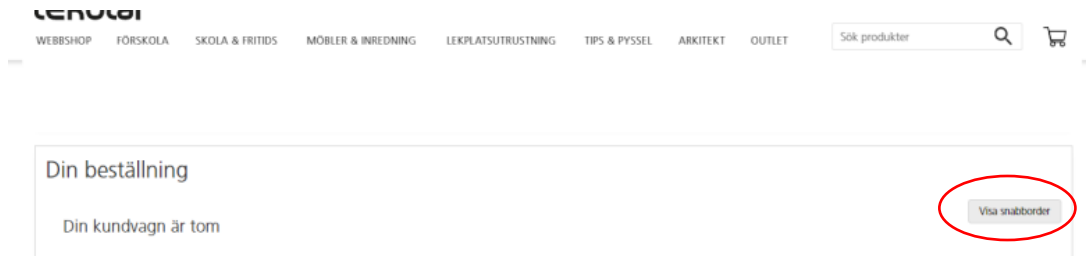 Lekolar
WEBBSHOP FÖRSKOLA SKOLA & FRITIDS MÖBLER & INREDNING LEKPLATSUTRUSTNING TIPS & PYSSEL ARKITEKT OUTLET Sök produkter
Din beställning
Visa snabborder
Din kundvagn är tom